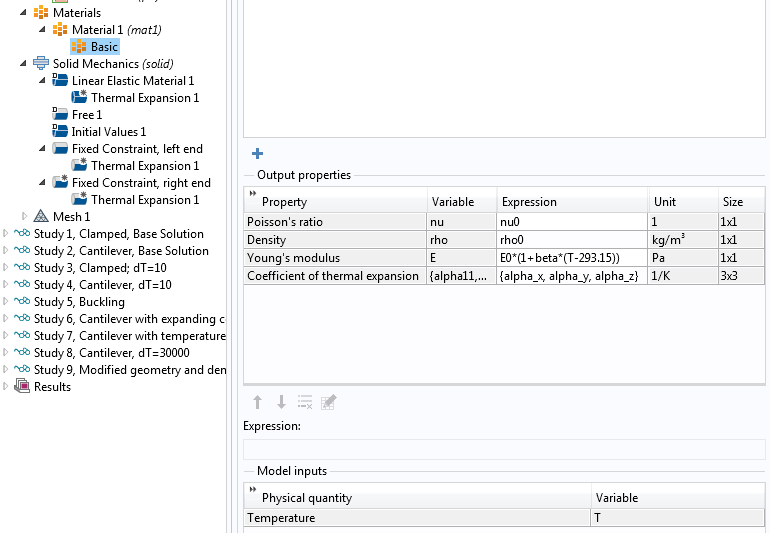 Materials
Material 1 (mat1)
Basic
Solid Mechanics (solid)
Linear Elastic Material 1
Thermal Expansion 1
Free 1
Initial Values 1
Fixed Constraint, left end
Thermal Expansion 1
Fixed Constraint, right end
Thermal Expansion 1
Mesh 1
Study 1, Clamped, Base Solution
Study 2, Cantilever, Base Solution
Study 3, Clamped; dT=10
Study 4, Cantilever, dT=10
Study 5, Buckling
Study 6, Cantilever with expanding c
Study 7, Cantilever with temperature
Study 8, Cantilever, dT=30000
Study 9, Modified geometry and den
Results
Output properties
Property Variable Expression Unit Size
Poisson's ratio nu nu0 1 1x1
Density rho rho0 kg/m³ 1x1
Young's modulus E E0*(1+beta*(T-293.15)) Pa 1x1
Coefficient of thermal expansion {alpha11,... {alpha_x, alpha_y, alpha_z} 1/K 3x3
Expression:
Model inputs
Physical quantity Variable
Temperature T